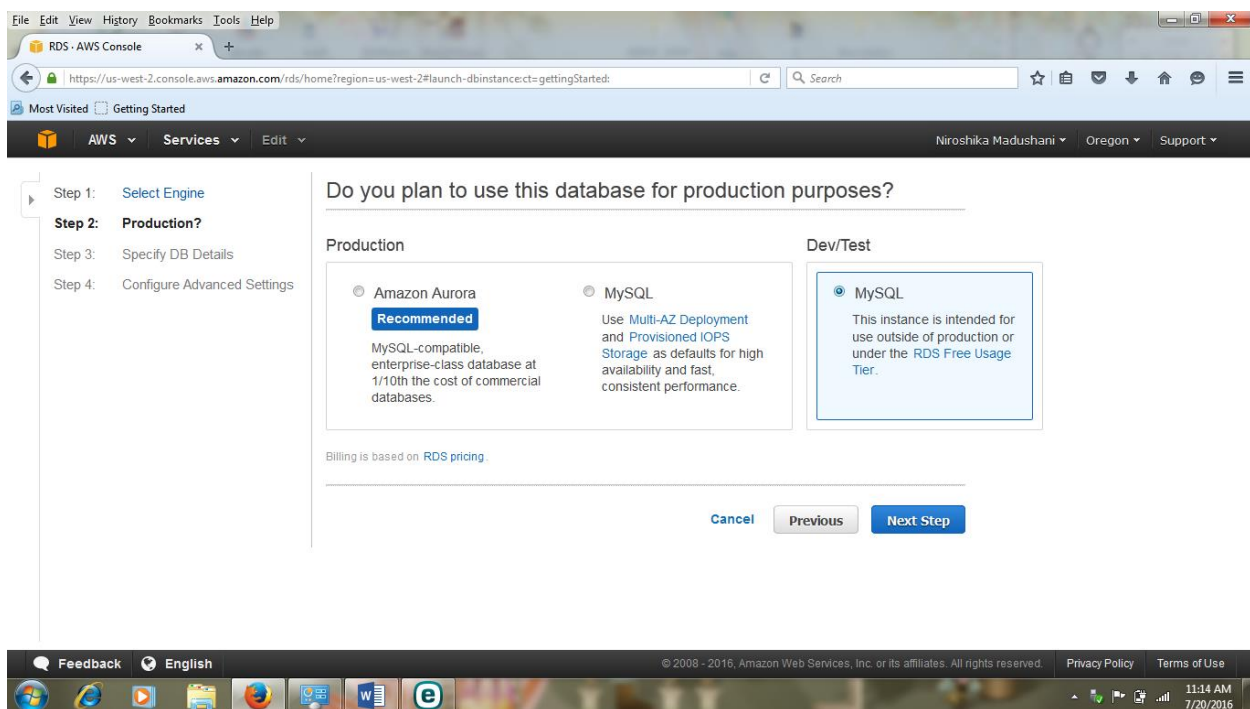 File Edit View History Bookmarks Tools Help
RDS · AWS Console × +
https://us-west-2.console.aws.amazon.com/rds/home?region=us-west-2#launch-dbinstance:ct=gettingStarted:
Search
Most Visited Getting Started
AWS Services Edit
Niroshika Madushani Oregon Support
Step 1: Select Engine
Step 2: Production?
Step 3: Specify DB Details
Step 4: Configure Advanced Settings
Do you plan to use this database for production purposes?
Production
Amazon Aurora
Recommended
MySQL-compatible,
enterprise-class database at
1/10th the cost of commercial
databases.
MySQL
Use Multi-AZ Deployment
and Provisioned IOPS
Storage as defaults for high
availability and fast,
consistent performance.
Dev/Test
MySQL
This instance is intended for
use outside of production or
under the RDS Free Usage
Tier.
Billing is based on RDS pricing.
Cancel Previous Next Step
Feedback English
© 2008 - 2016, Amazon Web Services, Inc. or its affiliates. All rights reserved. Privacy Policy Terms of Use
11:14 AM
7/20/2016